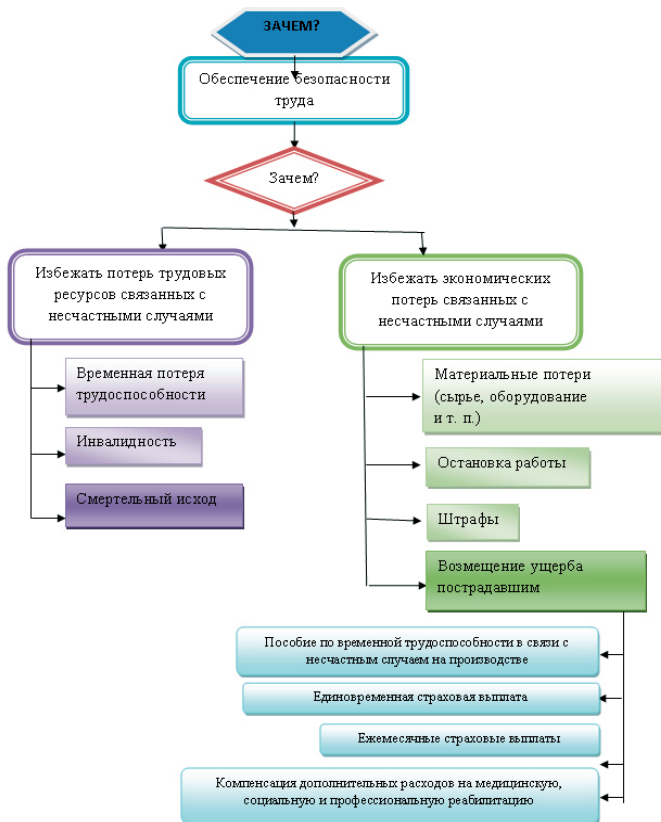 ЗАЧЕМ?
Обеспечение безопасности
труда
Зачем?
Избежать потерь трудовых
ресурсов связанных с
несчастными случаями
Временная потеря
трудоспособности
Инвалидность
Смертельный исход
Избежать экономических
потерь связанных с
несчастными случаями
Материальные потери
(сырье, оборудование
и т. п.)
Остановка работы
Штрафы
Возмещение ущерба
пострадавшим
Пособие по временной трудоспособности в связи с
несчастным случаем на производстве
Единовременная страховая выплата
Ежемесячные страховые выплаты
Компенсация дополнительных расходов на медицинскую,
социальную и профессиональную реабилитацию